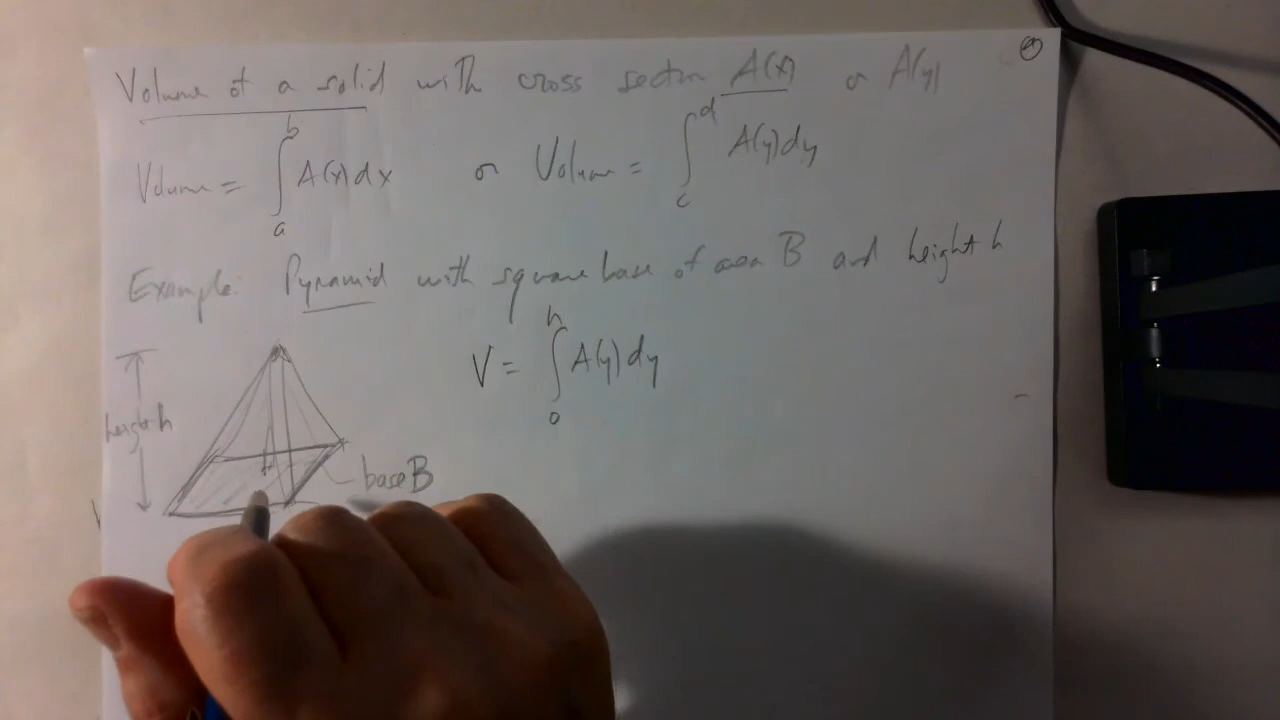 Volume of a solid with cross section A(x) or A(y)
Volume = ∫_a^b A(x) dx or Volume = ∫_c^d A(y) dy
Example: Pyramid with square base of area B and height h
V = ∫_0^h A(y) dy
height h
base B